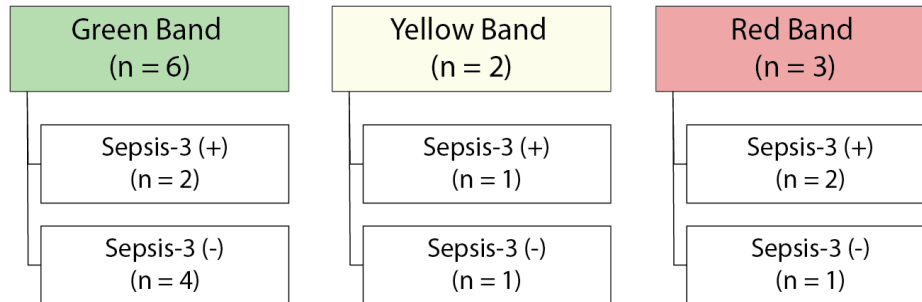 Green Band
(n = 6)
Sepsis-3 (+)
(n = 2)
Sepsis-3 (-)
(n = 4)
Yellow Band
(n = 2)
Sepsis-3 (+)
(n = 1)
Sepsis-3 (-)
(n = 1)
Red Band
(n = 3)
Sepsis-3 (+)
(n = 2)
Sepsis-3 (-)
(n = 1)